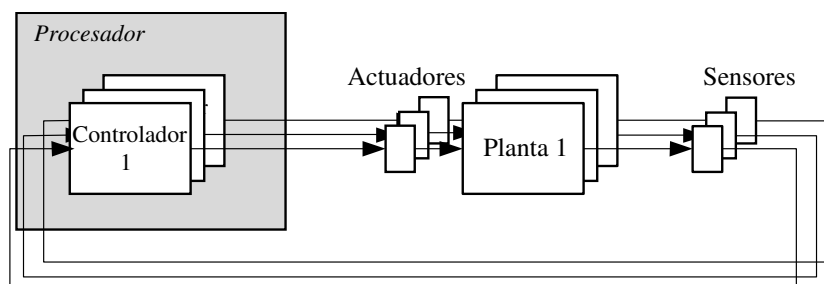 Procesador
Actuadores
Sensores
Controlador
1
Planta 1